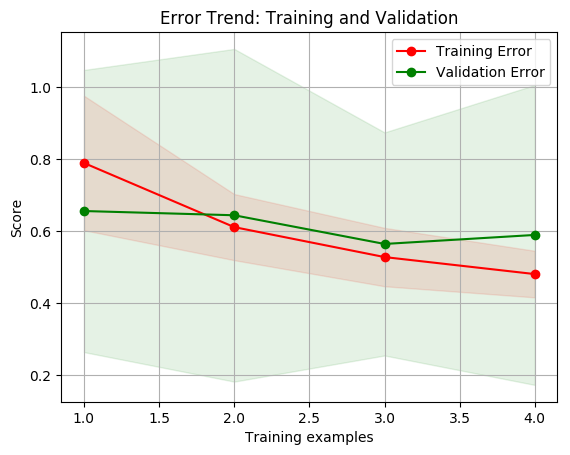 Error Trend: Training and Validation
Training Error
Validation Error
Score
1.0
0.8
0.6
0.4
0.2
1.0 1.5 2.0 2.5 3.0 3.5 4.0
Training examples